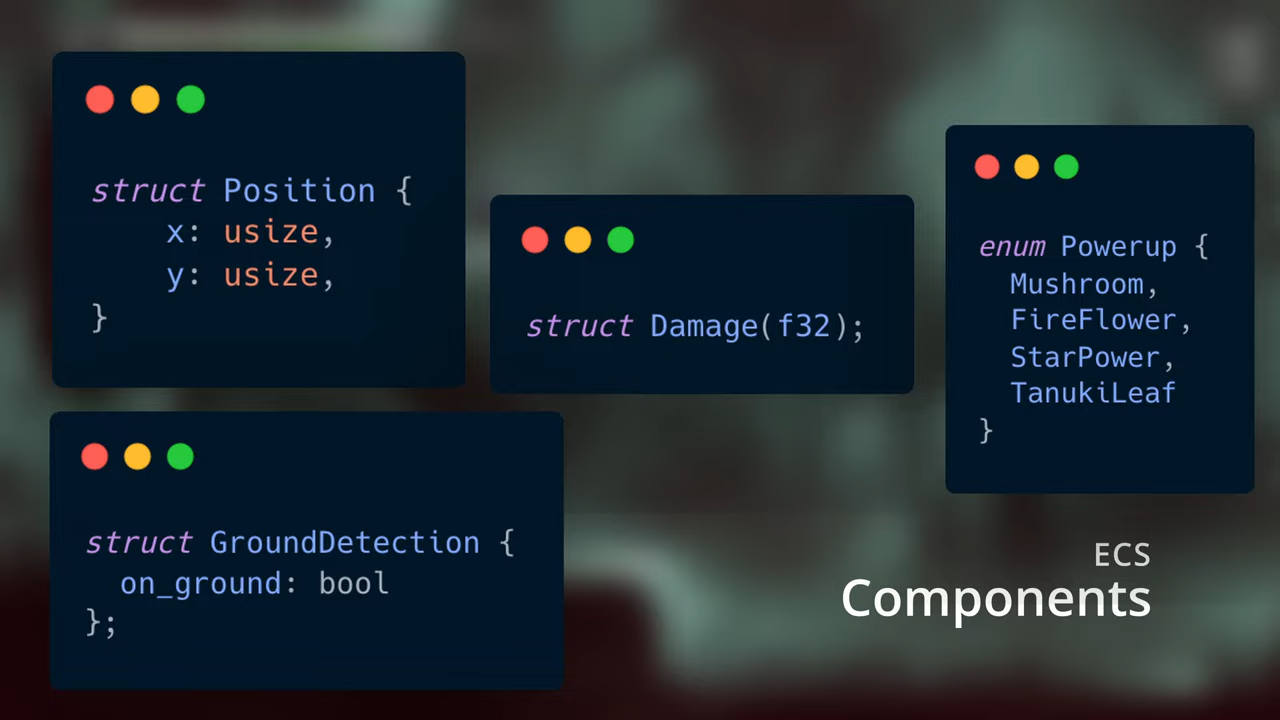 struct Position {
    x: usize,
    y: usize,
}
struct Damage(f32);
enum Powerup {
  Mushroom,
  FireFlower,
  StarPower,
  TanukiLeaf
}
struct GroundDetection {
  on_ground: bool
};
ECS
Components